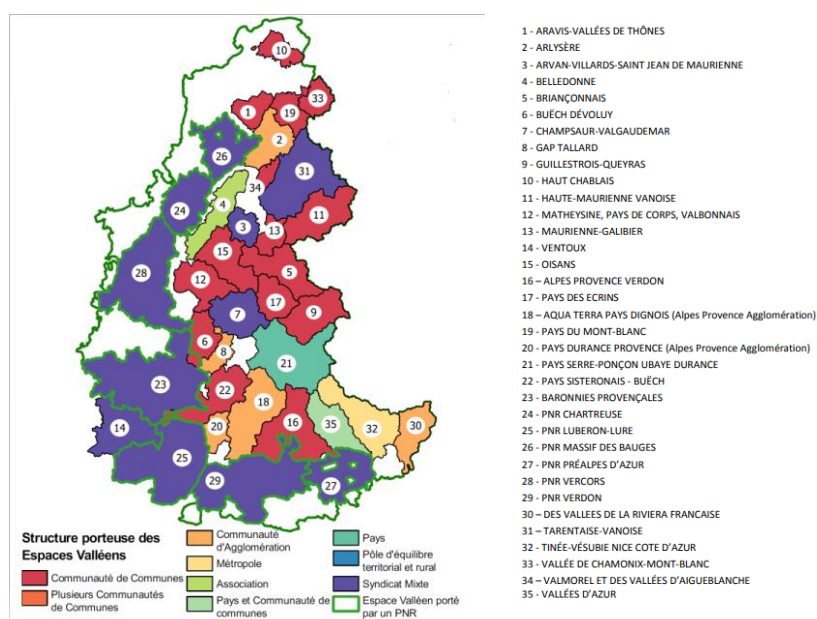 10
33
1
19
2
26
31
34
24
4
11
3
13
15
28
5
12
17
9
7
6
8
21
23
22
18
14
20
16
35
32
30
25
29
27
Structure porteuse des
Espaces Valléens
Communauté de Communes
Plusieurs Communautés
de Communes
Communauté
d'Agglomération
Métropole
Association
Pays et Communauté de
communes
Pays
Pôle d'équilibre
territorial et rural
Syndicat Mixte
Espace Valléen porté
par un PNR
1 - ARAVIS-VALLÉES DE THÔNES
2 - ARLYSÈRE
3 - ARVAN-VILLARDS-SAINT JEAN DE MAURIENNE
4 - BELLEDONNE
5 - BRIANÇONNAIS
6 - BUËCH DÉVOLUY
7 - CHAMPSAUR-VALGAUDEMAR
8 - GAP TALLARD
9 - GUILLESTROIS-QUEYRAS
10 - HAUT CHABLAIS
11 - HAUTE-MAURIENNE VANOISE
12 - MATHEYSINE, PAYS DE CORPS, VALBONNAIS
13 - MAURIENNE-GALIBIER
14 - VENTOUX
15 - OISANS
16 – ALPES PROVENCE VERDON
17 - PAYS DES ECRINS
18 – AQUA TERRA PAYS DIGNOIS (Alpes Provence Agglomération)
19 - PAYS DU MONT-BLANC
20 - PAYS DURANCE PROVENCE (Alpes Provence Agglomération)
21 - PAYS SERRE-PONÇON UBAYE DURANCE
22 - PAYS SISTERONAIS - BUËCH
23 - BARONNIES PROVENÇALES
24 - PNR CHARTREUSE
25 - PNR LUBERON-LURE
26 - PNR MASSIF DES BAUGES
27 - PNR PRÉALPES D'AZUR
28 - PNR VERCORS
29 - PNR VERDON
30 – DES VALLEES DE LA RIVIERA FRANCAISE
31 – TARENTAISE-VANOISE
32 - TINÉE-VÉSUBIE NICE COTE D'AZUR
33 - VALLÉE DE CHAMONIX-MONT-BLANC
34 – VALMOREL ET DES VALLÉES D'AIGUEBLANCHE
35 - VALLÉES D'AZUR